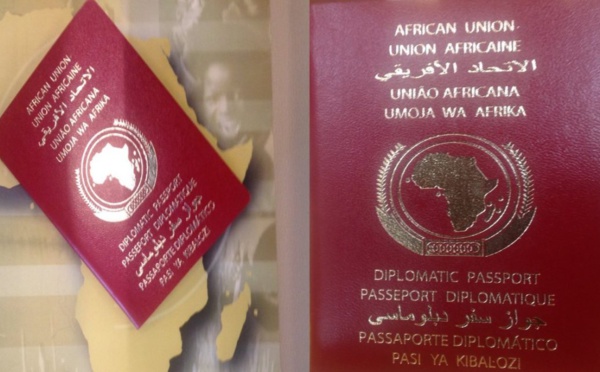 AFRICAN UNION
UNION AFRICAINE
الاتحاد الأفريقي
UNIÃO AFRICANA
UMOJA WA AFRIKA
DIPLOMATIC PASSPORT
PASSEPORT DIPLOMATIQUE
جواز سفر دبلوماسى
PASSAPORTE DIPLOMÁTICO
PASI YA KIBALOZI
AFRICAN UNION
UNION AFRICAINE
الاتحاد الأفريقي
UNIÃO AFRICANA
UMOJA WA AFRIKA
DIPLOMATIC PASSPORT
PASSEPORT DIPLOMATIQUE
جواز سفر دبلوماسى
PASSAPORTE DIPLOMÁTICO
PASI YA KIBALOZI